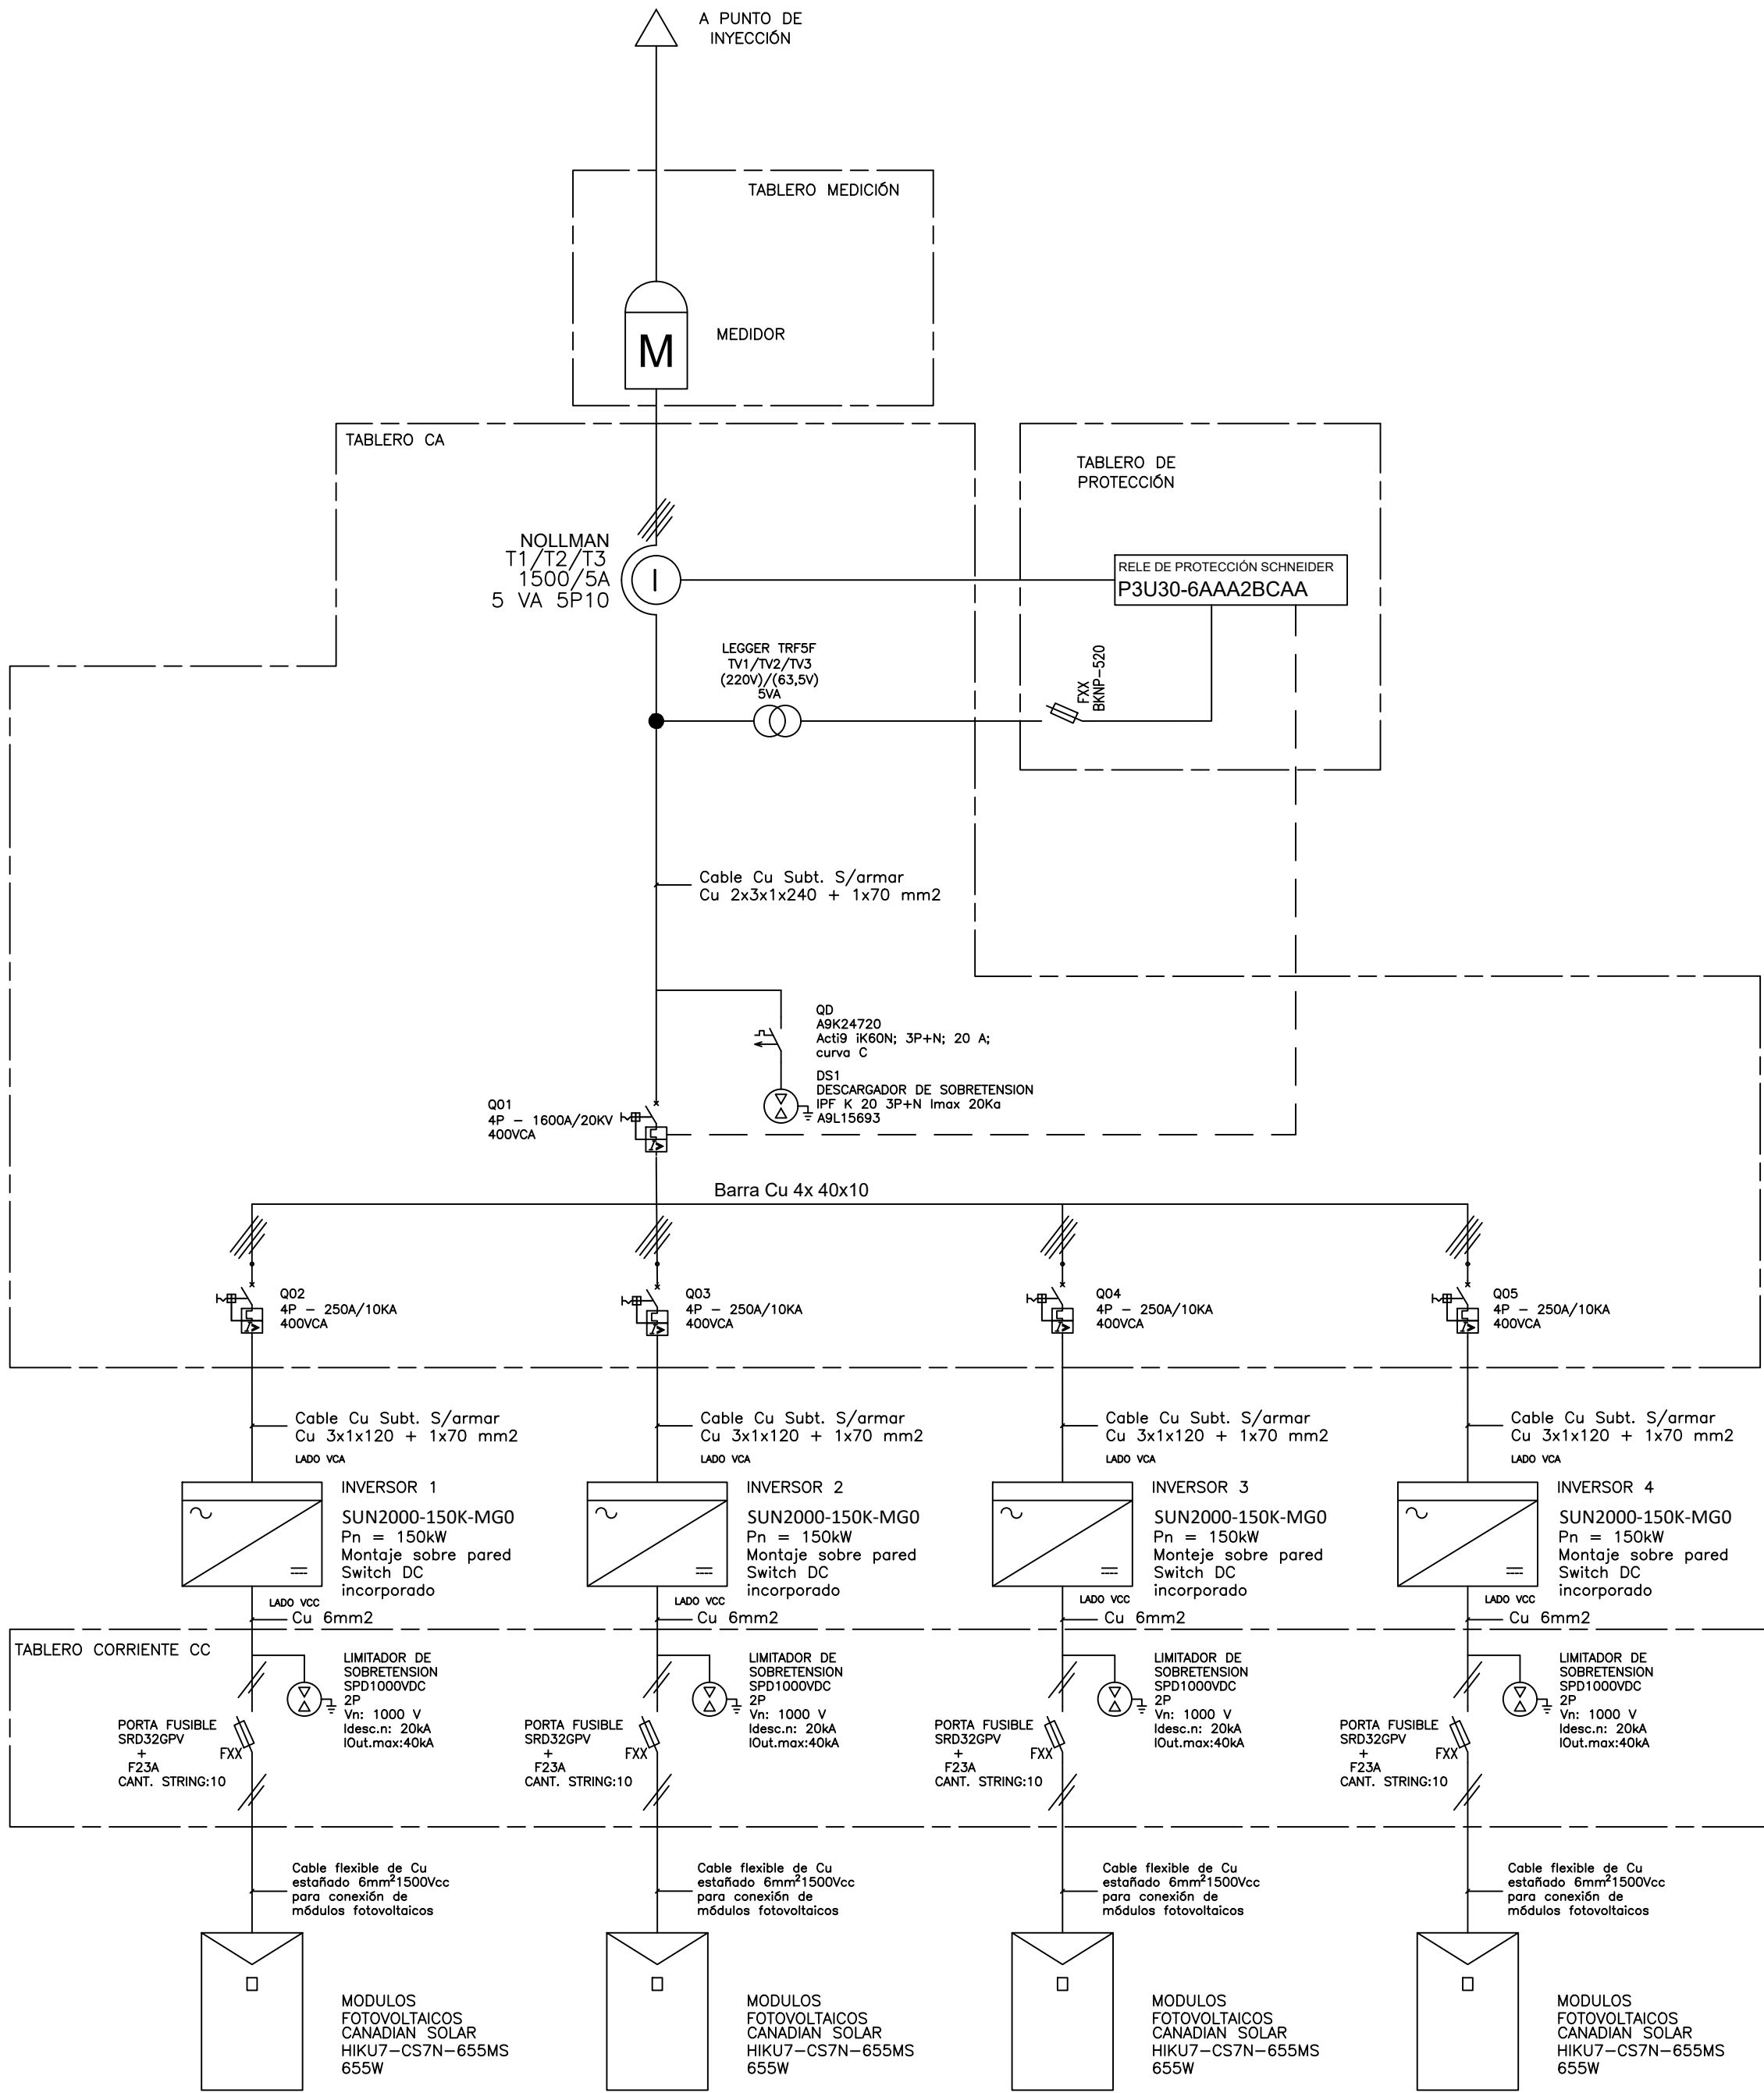 A PUNTO DE
INYECCIÓN
TABLERO MEDICIÓN
M
MEDIDOR
TABLERO CA
TABLERO DE
PROTECCIÓN
NOLLMAN
T1/T2/T3
1500/5A
5 VA 5P10
I
RELE DE PROTECCIÓN SCHNEIDER
P3U30-6AAA2BCAA
LEGGER TRF5F
TV1/TV2/TV3
(220V)/(63,5V)
5VA
FXX
BKNP-520
Cable Cu Subt. S/armar
Cu 2x3x1x240 + 1x70 mm2
QD
A9K24720
Acti9 iK60N; 3P+N; 20 A;
curva C
DS1
DESCARGADOR DE SOBRETENSION
IPF K 20 3P+N Imax 20Ka
A9L15693
Q01
4P - 1600A/20KV
400VCA
Barra Cu 4x 40x10
Q02
4P - 250A/10KA
400VCA
Q03
4P - 250A/10KA
400VCA
Q04
4P - 250A/10KA
400VCA
Q05
4P - 250A/10KA
400VCA
Cable Cu Subt. S/armar
Cu 3x1x120 + 1x70 mm2
LADO VCA
Cable Cu Subt. S/armar
Cu 3x1x120 + 1x70 mm2
LADO VCA
Cable Cu Subt. S/armar
Cu 3x1x120 + 1x70 mm2
LADO VCA
Cable Cu Subt. S/armar
Cu 3x1x120 + 1x70 mm2
LADO VCA
INVERSOR 1
SUN2000-150K-MG0
Pn = 150kW
Montaje sobre pared
Switch DC
incorporado
INVERSOR 2
SUN2000-150K-MG0
Pn = 150kW
Montaje sobre pared
Switch DC
incorporado
INVERSOR 3
SUN2000-150K-MG0
Pn = 150kW
Monteje sobre pared
Switch DC
incorporado
INVERSOR 4
SUN2000-150K-MG0
Pn = 150kW
Montaje sobre pared
Switch DC
incorporado
LADO VCC
Cu 6mm2
LADO VCC
Cu 6mm2
LADO VCC
Cu 6mm2
LADO VCC
Cu 6mm2
TABLERO CORRIENTE CC
LIMITADOR DE
SOBRETENSION
SPD1000VDC
2P
Vn: 1000 V
Idesc.n: 20kA
IOut.max:40kA
PORTA FUSIBLE
SRD32GPV
+
F23A
CANT. STRING:10
FXX
LIMITADOR DE
SOBRETENSION
SPD1000VDC
2P
Vn: 1000 V
Idesc.n: 20kA
IOut.max:40kA
PORTA FUSIBLE
SRD32GPV
+
F23A
CANT. STRING:10
FXX
LIMITADOR DE
SOBRETENSION
SPD1000VDC
2P
Vn: 1000 V
Idesc.n: 20kA
IOut.max:40kA
PORTA FUSIBLE
SRD32GPV
+
F23A
CANT. STRING:10
FXX
LIMITADOR DE
SOBRETENSION
SPD1000VDC
2P
Vn: 1000 V
Idesc.n: 20kA
IOut.max:40kA
PORTA FUSIBLE
SRD32GPV
+
F23A
CANT. STRING:10
FXX
Cable flexible de Cu
estañado 6mm²1500Vcc
para conexión de
módulos fotovoltaicos
Cable flexible de Cu
estañado 6mm²1500Vcc
para conexión de
módulos fotovoltaicos
Cable flexible de Cu
estañado 6mm²1500Vcc
para conexión de
módulos fotovoltaicos
Cable flexible de Cu
estañado 6mm²1500Vcc
para conexión de
módulos fotovoltaicos
MODULOS
FOTOVOLTAICOS
CANADIAN SOLAR
HIKU7-CS7N-655MS
655W
MODULOS
FOTOVOLTAICOS
CANADIAN SOLAR
HIKU7-CS7N-655MS
655W
MODULOS
FOTOVOLTAICOS
CANADIAN SOLAR
HIKU7-CS7N-655MS
655W
MODULOS
FOTOVOLTAICOS
CANADIAN SOLAR
HIKU7-CS7N-655MS
655W